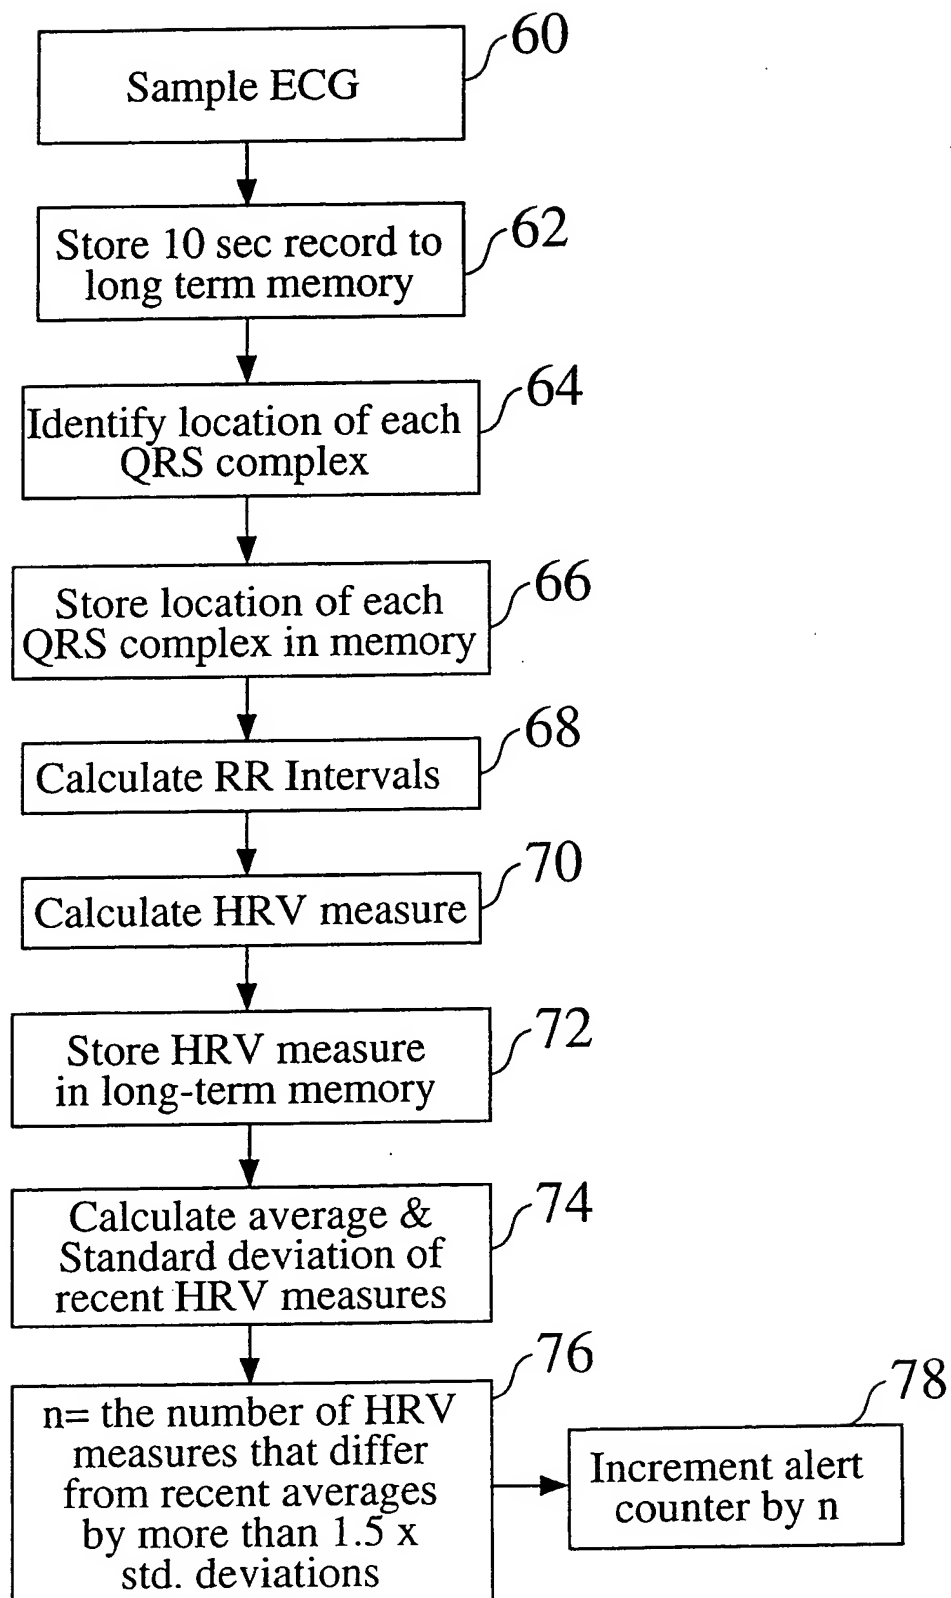 60
Sample ECG
62
Store 10 sec record to
long term memory
64
Identify location of each
QRS complex
66
Store location of each
QRS complex in memory
68
Calculate RR Intervals
70
Calculate HRV measure
72
Store HRV measure
in long-term memory
74
Calculate average &
Standard deviation of
recent HRV measures
76
n= the number of HRV
measures that differ
from recent averages
by more than 1.5 x
std. deviations
78
Increment alert
counter by n